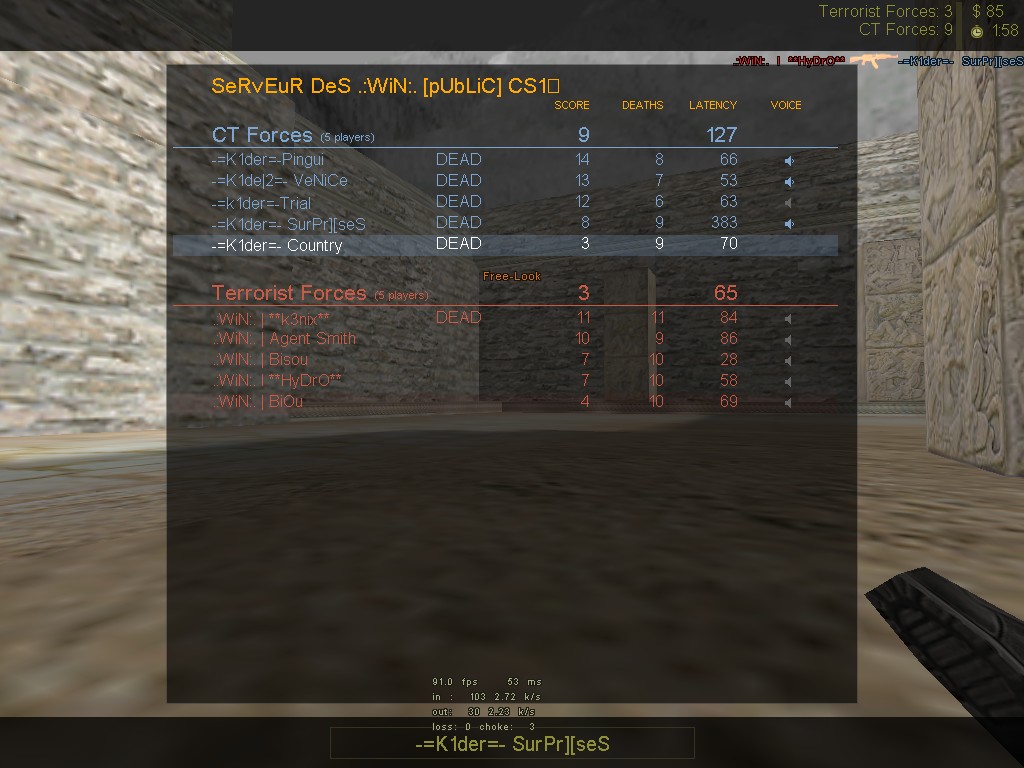 Terrorist Forces: 3 $ 85
CT Forces: 9 1:58
.:WiN:. | **HyDrO** -=K1der=- SurPr][seS
SeRvEuR DeS .:WiN:. [pUbLiC] CS1
SCORE DEATHS LATENCY VOICE
CT Forces (5 players) 9 127
-=K1der=-Pingui DEAD 14 8 66
-=K1de|2=- VeNiCe DEAD 13 7 53
-=k1der=-Trial DEAD 12 6 63
-=K1der=- SurPr][seS DEAD 8 9 383
-=K1der=- Country DEAD 3 9 70
Free-Look
Terrorist Forces (5 players) 3 65
.:WiN:. | **k3nix** DEAD 11 11 84
.:WiN:. | Agent Smith 10 9 86
.:WiN:. | Bisou 7 10 28
.:WiN:. | **HyDrO** 7 10 58
.:WiN:. | BiOu 4 10 69
91.0 fps 53 ms
in : 103 2.72 k/s
out: 30 2.23 k/s
loss: 0 choke: 3
-=K1der=- SurPr][seS